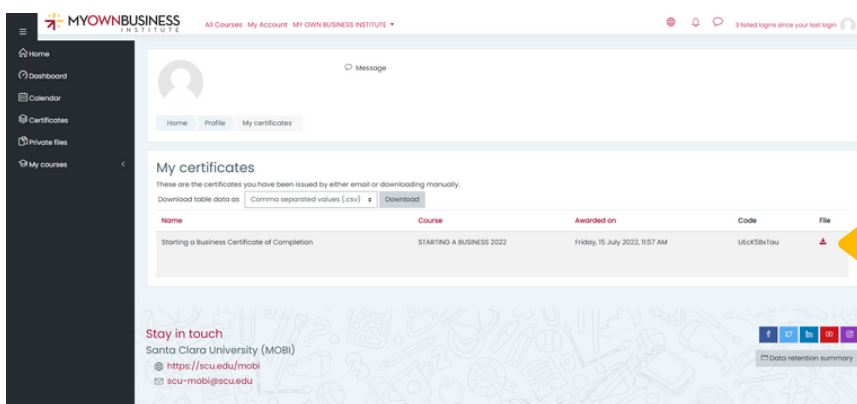 MYOWNBUSINESS
INSTITUTE
All Courses My Account MY OWN BUSINESS INSTITUTE
3 failed logins since your last login
Home
Dashboard
Calendar
Certificates
Private files
My courses
Message
Home Profile My certificates
My certificates
These are the certificates you have been issued by either email or downloading manually.
Download table data as Comma separated values (.csv) Download
Name Course Awarded on Code File
Starting a Business Certificate of Completion STARTING A BUSINESS 2022 Friday, 15 July 2022, 11:57 AM UEcK5BxTau
Stay in touch
Santa Clara University (MOBI)
https://scu.edu/mobi
scu-mobi@scu.edu
Data retention summary